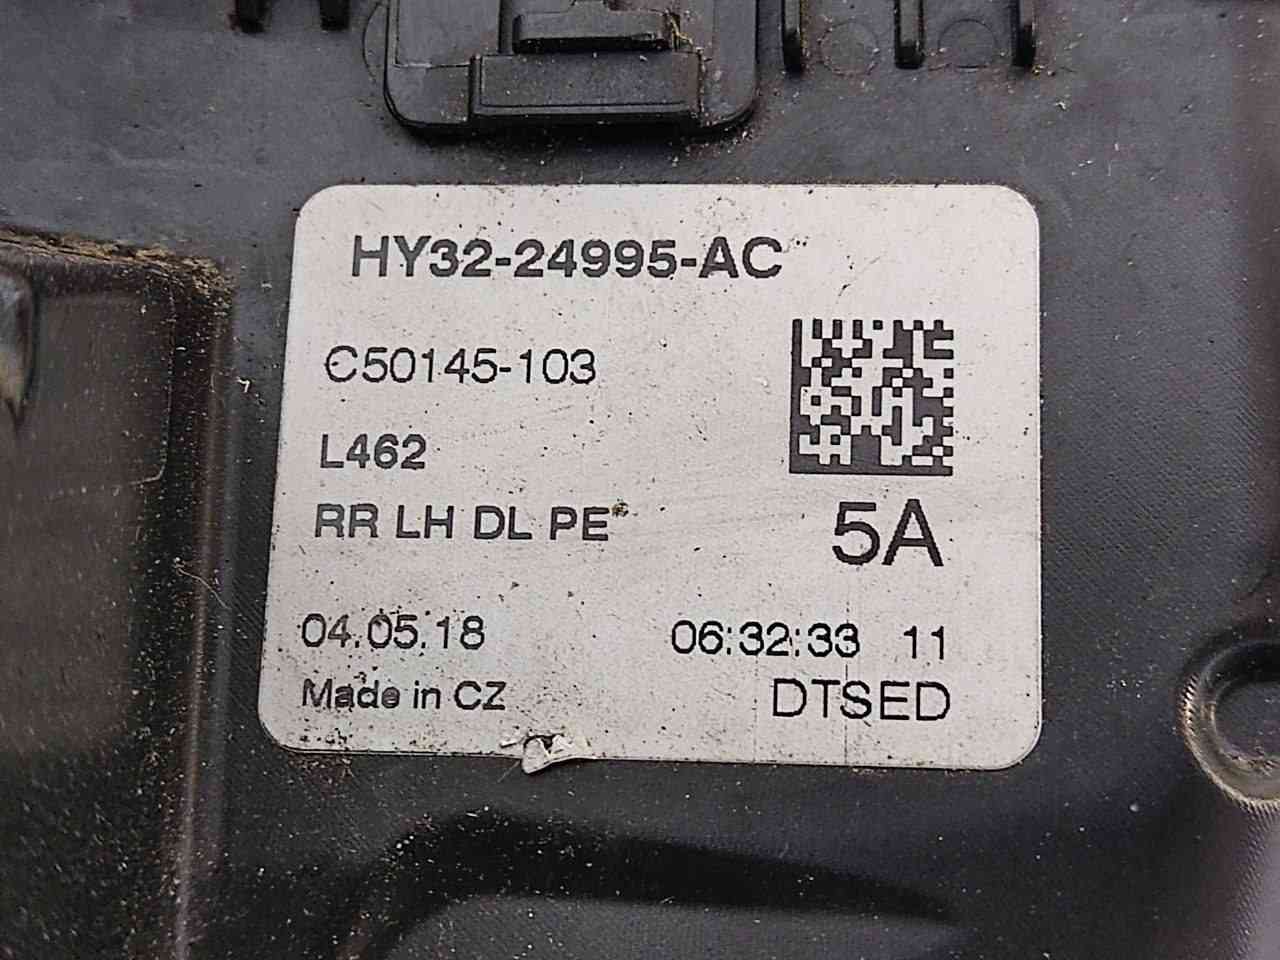 HY32-24995-AC
C50145-103
L462
RR LH DL PE
5A
04.05.18 06:32:33 11
Made in CZ DTSED